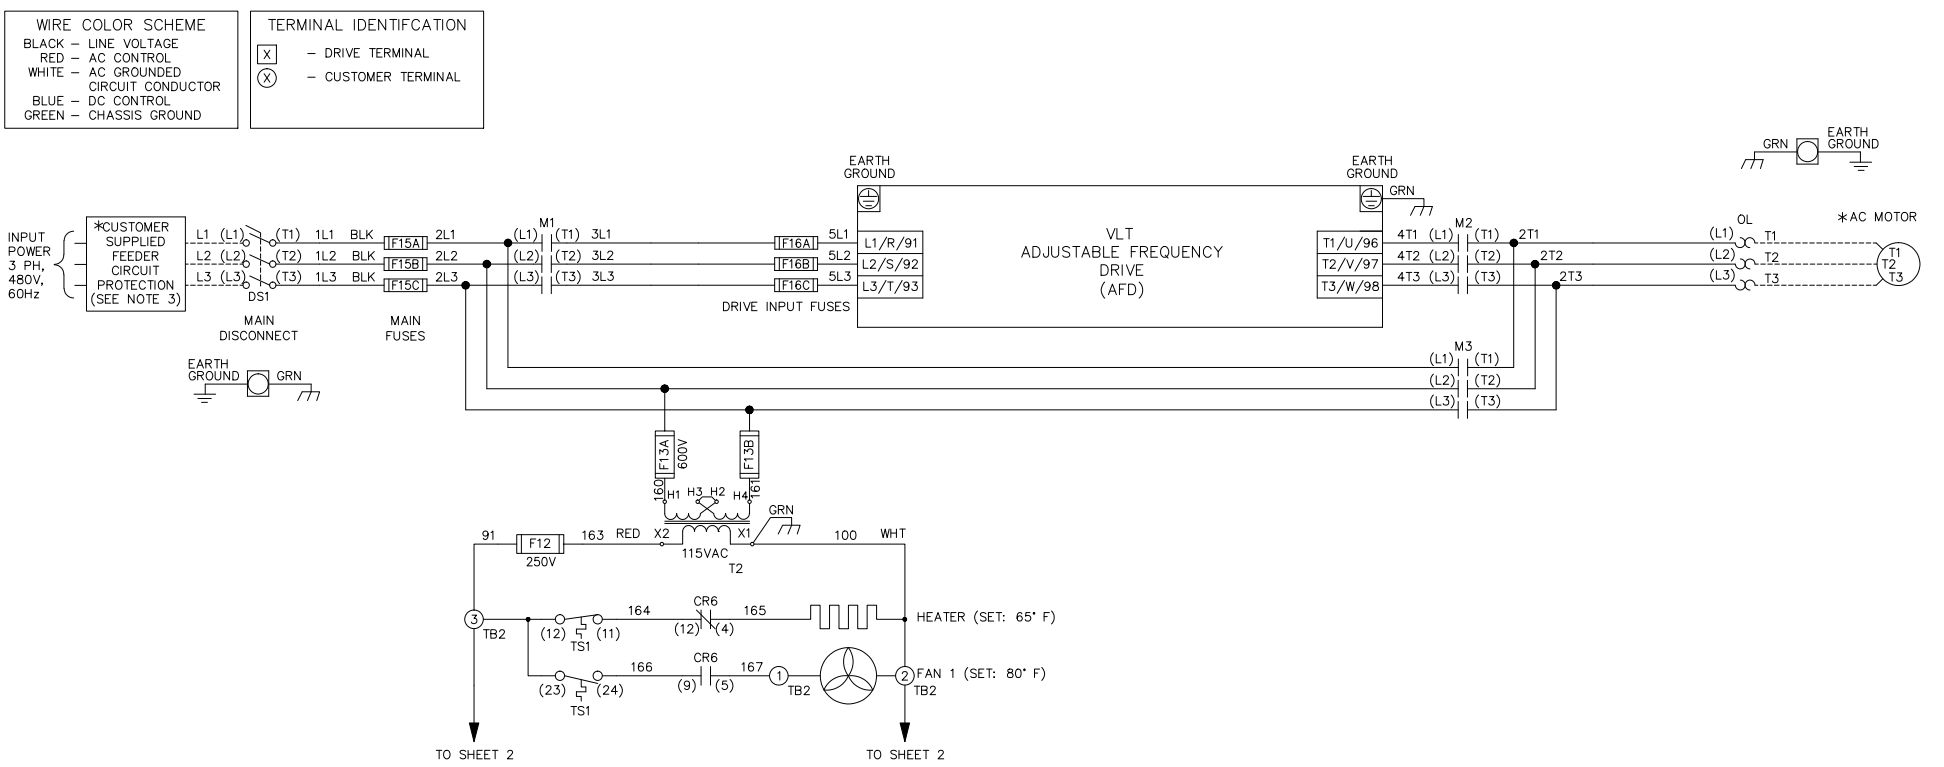 WIRE COLOR SCHEME
BLACK – LINE VOLTAGE
RED – AC CONTROL
WHITE – AC GROUNDED
CIRCUIT CONDUCTOR
BLUE – DC CONTROL
GREEN – CHASSIS GROUND
TERMINAL IDENTIFCATION
X – DRIVE TERMINAL
X – CUSTOMER TERMINAL
INPUT
POWER
3 PH,
480V,
60Hz
*CUSTOMER
SUPPLIED
FEEDER
CIRCUIT
PROTECTION
(SEE NOTE 3)
L1 (L1) (T1) 1L1 BLK F15A 2L1 (L1) M1 (T1) 3L1 F16A 5L1 L1/R/91
L2 (L2) (T2) 1L2 BLK F15B 2L2 (L2) (T2) 3L2 F16B 5L2 L2/S/92
L3 (L3) (T3) 1L3 BLK F15C 2L3 (L3) (T3) 3L3 F16C 5L3 L3/T/93
DS1
MAIN
DISCONNECT
MAIN
FUSES
DRIVE INPUT FUSES
EARTH
GROUND
GRN
EARTH
GROUND
VLT
ADJUSTABLE FREQUENCY
DRIVE
(AFD)
EARTH
GROUND
GRN
T1/U/96 4T1 (L1) M2 (T1) 2T1
T2/V/97 4T2 (L2) (T2) 2T2
T3/W/98 4T3 (L3) (T3) 2T3
GRN
EARTH
GROUND
OL
*AC MOTOR
(L1) T1
(L2) T2
(L3) T3
T1
T2
T3
M3
(L1) (T1)
(L2) (T2)
(L3) (T3)
F13A
600V
F13B
160
161
H1 H3 H2 H4
GRN
91 F12 163 RED X2 X1 100 WHT
250V
115VAC
T2
3
TB2
(12) (11)
TS1
164
CR6
(12) (4)
165
HEATER (SET: 65° F)
(23) (24)
TS1
166
CR6
(9) (5)
167
1
TB2
2
TB2
FAN 1 (SET: 80° F)
TO SHEET 2
TO SHEET 2